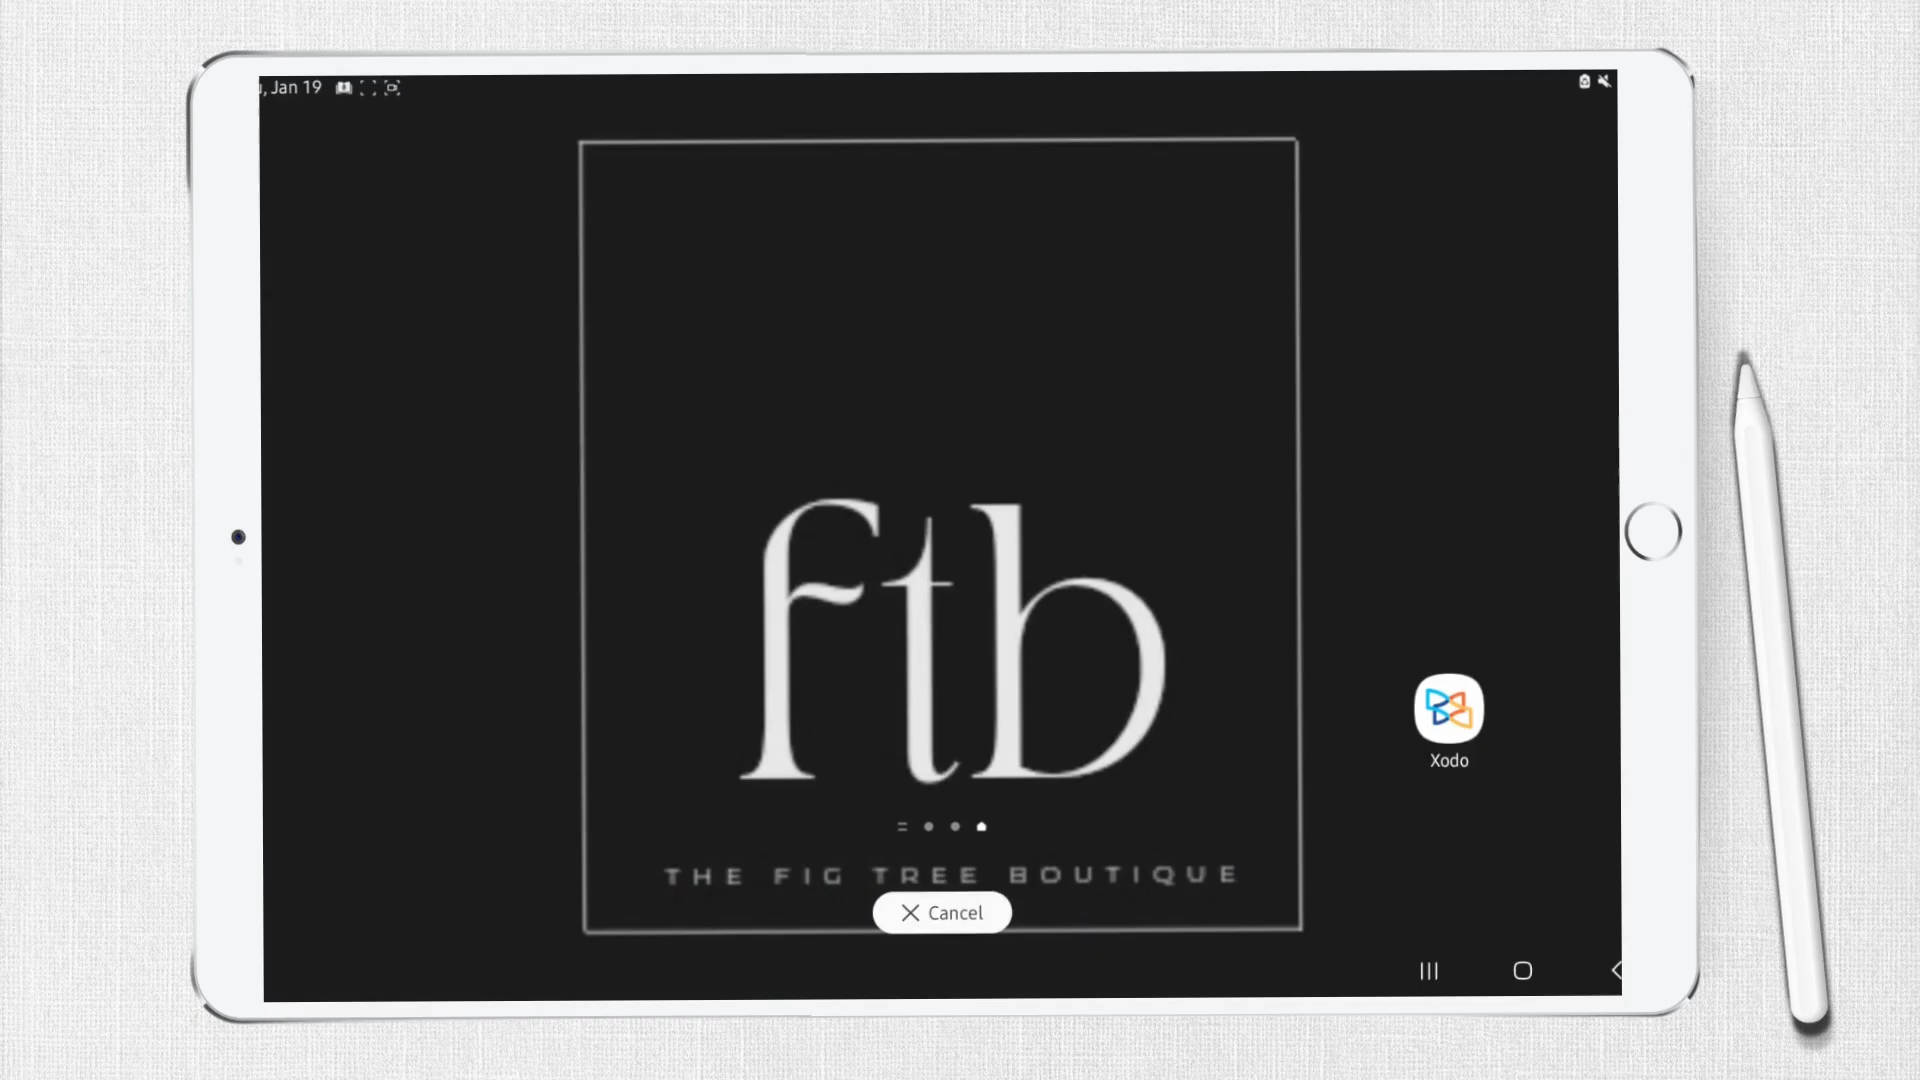 , Jan 19
ftb
Xodo
THE FIG TREE BOUTIQUE
Cancel